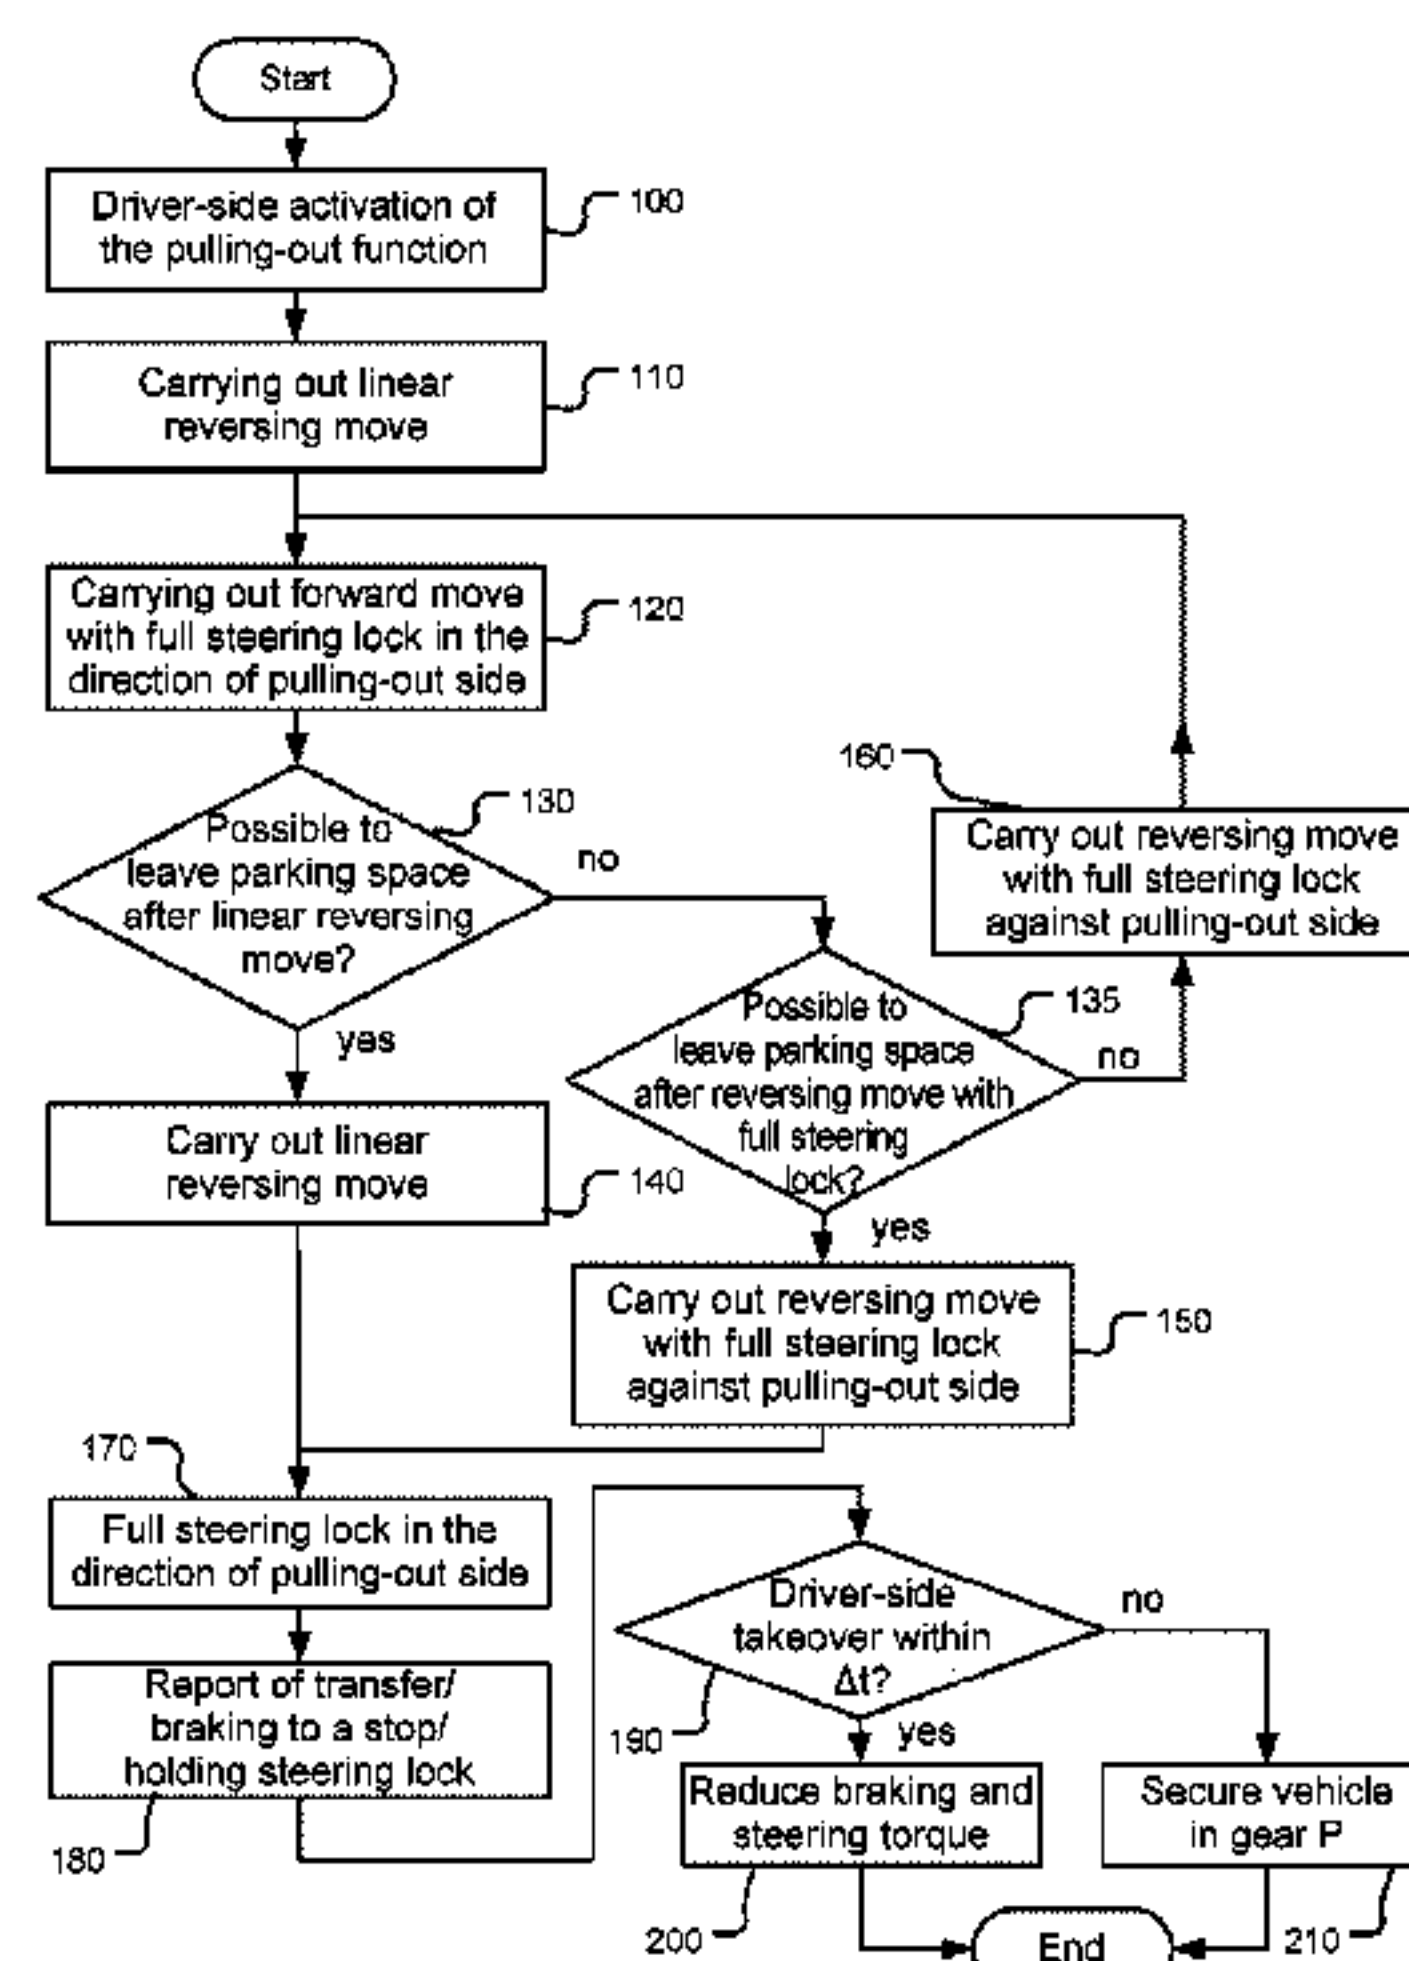 Start
Driver-side activation of
the pulling-out function
100
Carrying out linear
reversing move
110
Carrying out forward move
with full steering lock in the
direction of pulling-out side
120
Possible to
leave parking space
after linear reversing
move?
130
no
yes
160
Carry out reversing move
with full steering lock
against pulling-out side
Possible to
leave parking space
after reversing move with
full steering
lock?
135
no
yes
Carry out linear
reversing move
140
Carry out reversing move
with full steering lock
against pulling-out side
150
170
Full steering lock in the
direction of pulling-out side
Report of transfer/
braking to a stop/
holding steering lock
180
Driver-side
takeover within
Δt?
190
no
yes
Reduce braking and
steering torque
200
Secure vehicle
in gear P
210
End